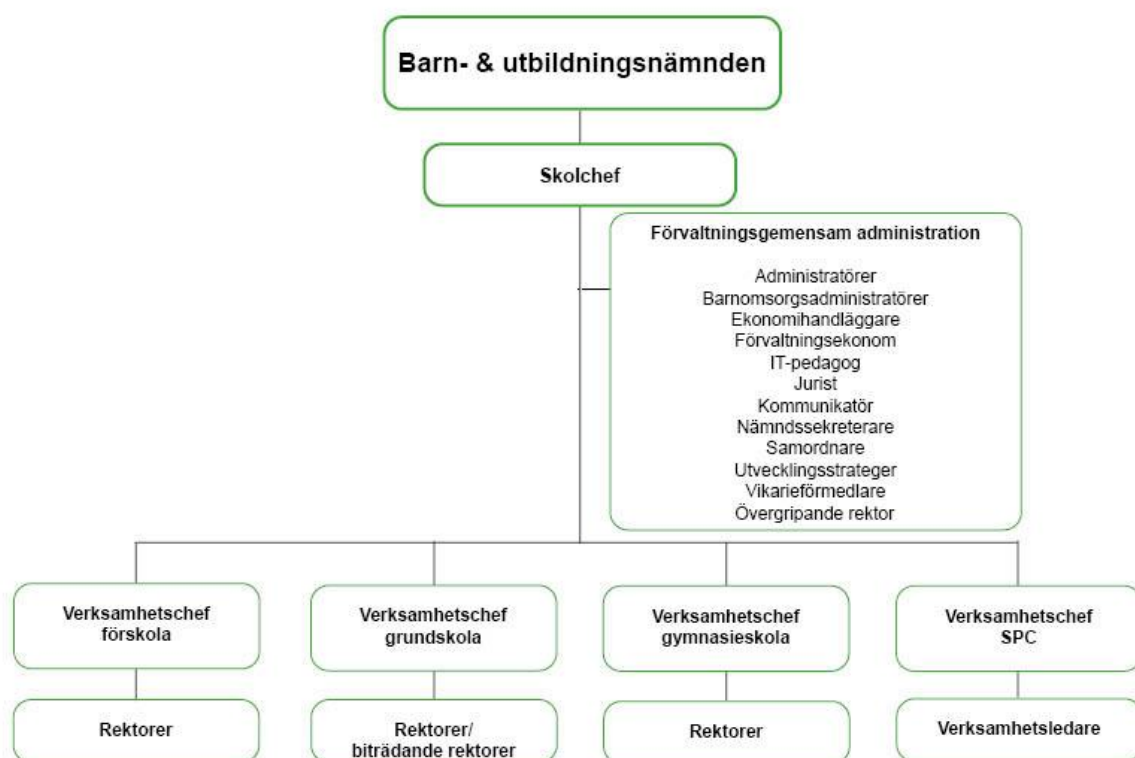 Barn- & utbildningsnämnden
Skolchef
Förvaltningsgemensam administration
Administratörer
Barnomsorgsadministratörer
Ekonomihandläggare
Förvaltningsekonom
IT-pedagog
Jurist
Kommunikatör
Nämndssekreterare
Samordnare
Utvecklingsstrateger
Vikarieförmedlare
Övergripande rektor
Verksamhetschef
förskola
Verksamhetschef
grundskola
Verksamhetschef
gymnasieskola
Verksamhetschef
SPC
Rektorer
Rektorer/
biträdande rektorer
Rektorer
Verksamhetsledare